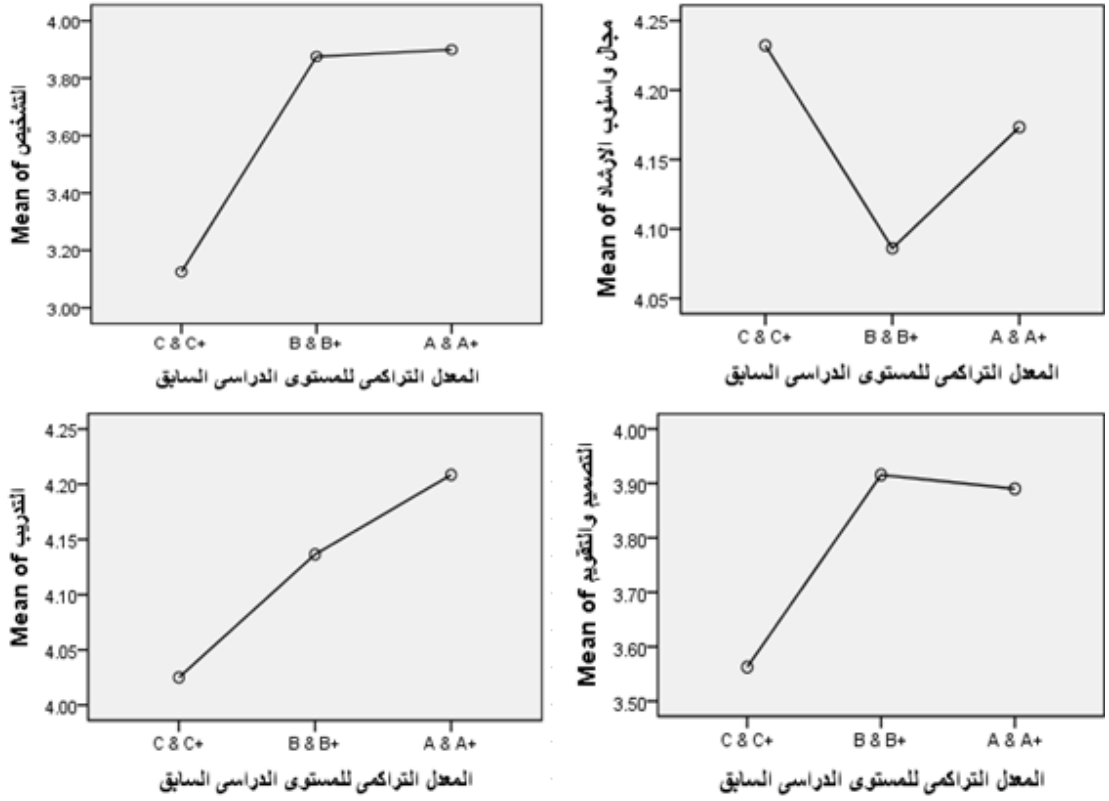 Mean of التشخيص
4.00
3.80
3.60
3.40
3.20
3.00
C & C+
B & B+
A & A+
المعدل التراكمى للمستوى الدراسى السابق
Mean of مجال واسلوب الارشاد
4.25
4.20
4.15
4.10
4.05
C & C+
B & B+
A & A+
المعدل التراكمى للمستوى الدراسى السابق
Mean of التدريب
4.25
4.20
4.15
4.10
4.05
4.00
C & C+
B & B+
A & A+
المعدل التراكمى للمستوى الدراسى السابق
Mean of التصميم والتقويم
4.00
3.90
3.80
3.70
3.60
3.50
C & C+
B & B+
A & A+
المعدل التراكمى للمستوى الدراسى السابق